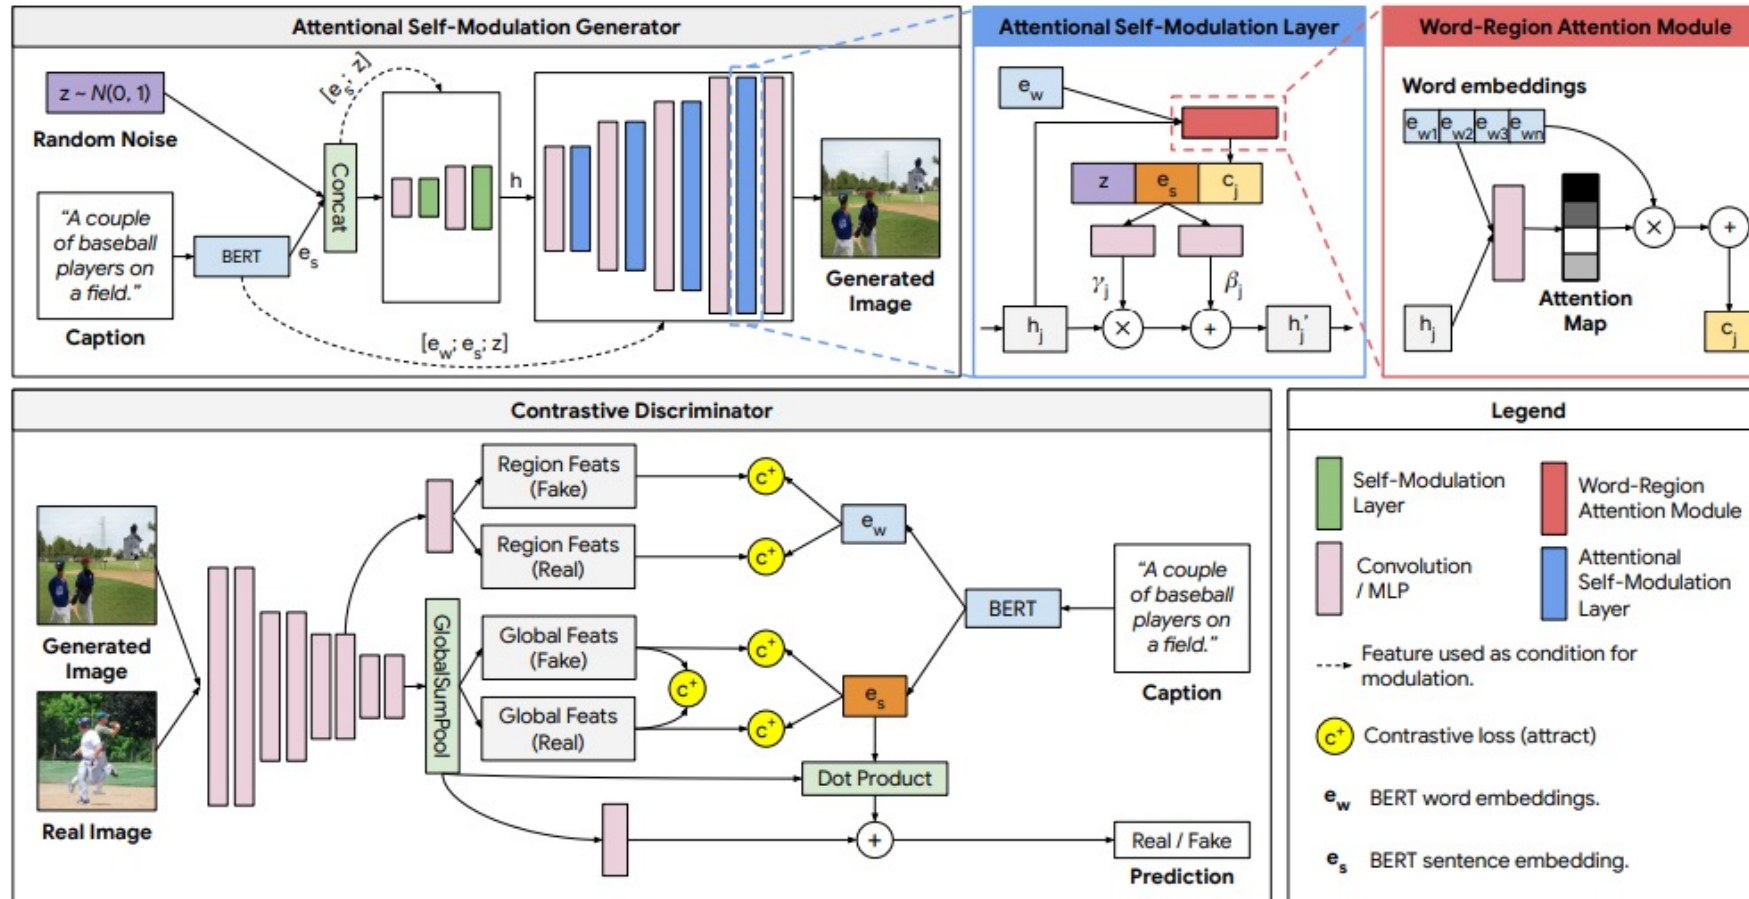 Attentional Self-Modulation Generator
z ~ N(0, 1)
Random Noise
"A couple
of baseball
players on
a field."
Caption
BERT
e_s
Concat
[e_s; z]
h
[e_w; e_s; z]
Generated
Image
Attentional Self-Modulation Layer
e_w
z
e_s
c_j
γ_j
β_j
h_j
×
+
h_j'
Word-Region Attention Module
Word embeddings
e_w1
e_w2
e_w3
e_wn
×
+
Attention
Map
h_j
c_j
Contrastive Discriminator
Generated
Image
Real Image
Region Feats
(Fake)
Region Feats
(Real)
GlobalSumPool
Global Feats
(Fake)
Global Feats
(Real)
c⁺
c⁺
c⁺
c⁺
c⁺
e_w
e_s
BERT
"A couple
of baseball
players on
a field."
Caption
Dot Product
+
Real / Fake
Prediction
Legend
Self-Modulation
Layer
Word-Region
Attention Module
Convolution
/ MLP
Attentional
Self-Modulation
Layer
Feature used as condition for
modulation.
c⁺ Contrastive loss (attract)
e_w BERT word embeddings.
e_s BERT sentence embedding.